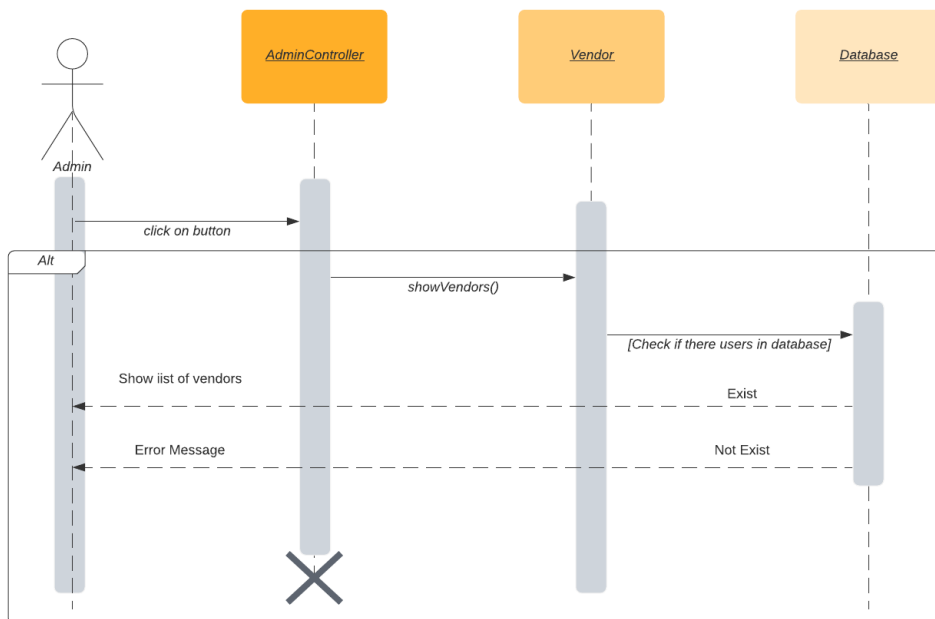 AdminController
Vendor
Database
Admin
click on button
Alt
showVendors()
[Check if there users in database]
Show iist of vendors
Exist
Error Message
Not Exist